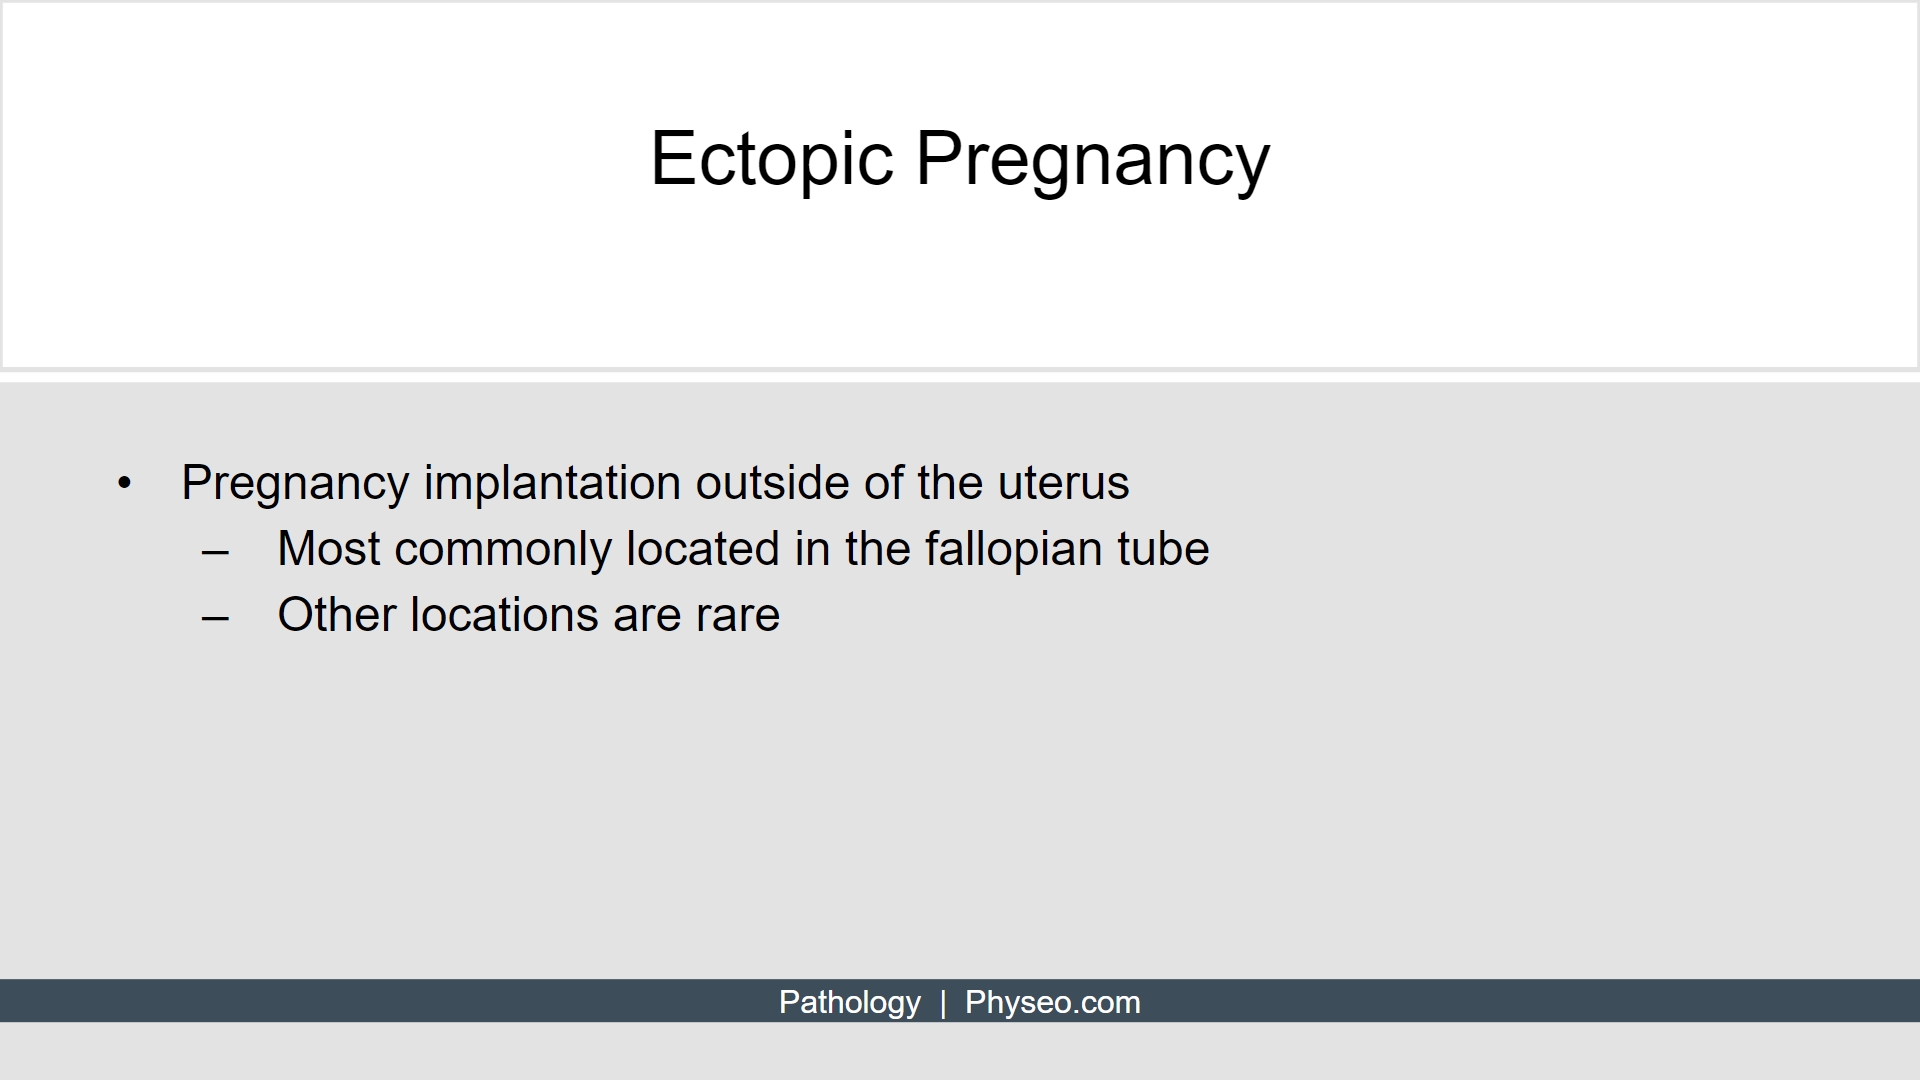 Ectopic Pregnancy
• Pregnancy implantation outside of the uterus
– Most commonly located in the fallopian tube
– Other locations are rare
Pathology | Physeo.com